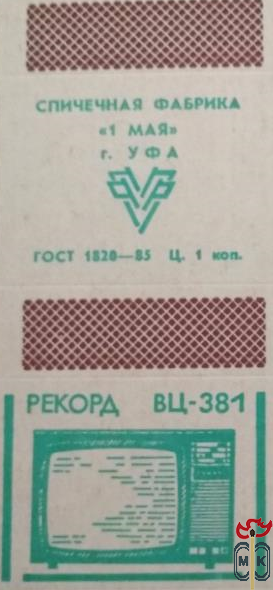 СПИЧЕЧНАЯ ФАБРИКА
«1 МАЯ»
г. УФА
ГОСТ 1820—85 Ц. 1 коп.
РЕКОРД ВЦ-381
М К